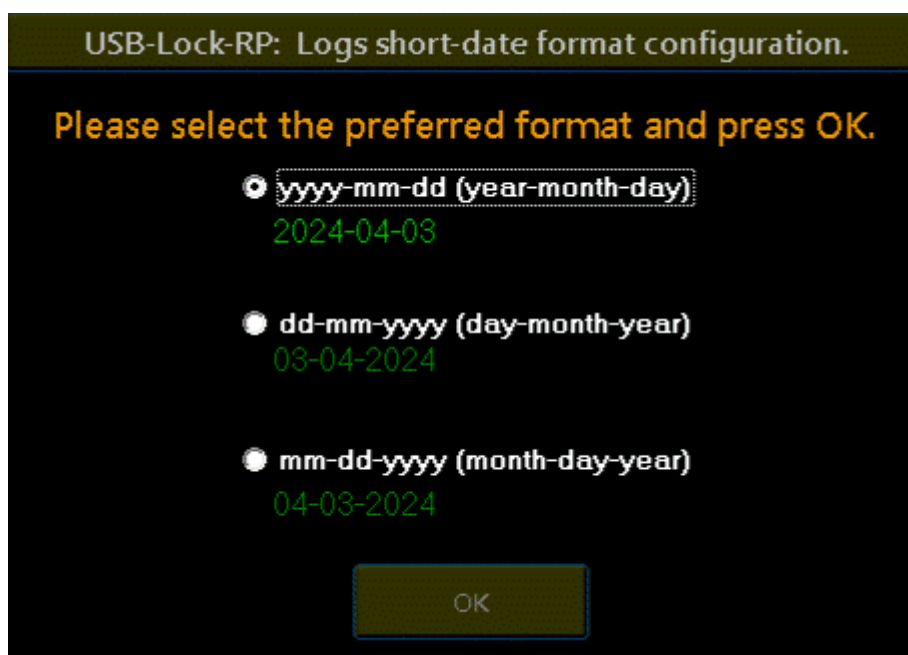 USB-Lock-RP:  Logs short-date format configuration.
Please select the preferred format and press OK.
yyyy-mm-dd (year-month-day)
2024-04-03
dd-mm-yyyy (day-month-year)
03-04-2024
mm-dd-yyyy (month-day-year)
04-03-2024
OK